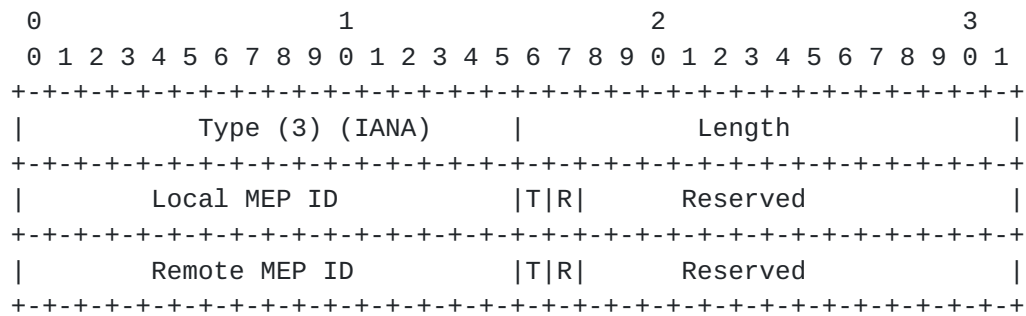 0                   1                   2                   3
 0 1 2 3 4 5 6 7 8 9 0 1 2 3 4 5 6 7 8 9 0 1 2 3 4 5 6 7 8 9 0 1
+-+-+-+-+-+-+-+-+-+-+-+-+-+-+-+-+-+-+-+-+-+-+-+-+-+-+-+-+-+-+-+-+
|           Type (3) (IANA)     |           Length              |
+-+-+-+-+-+-+-+-+-+-+-+-+-+-+-+-+-+-+-+-+-+-+-+-+-+-+-+-+-+-+-+-+
|        Local MEP ID           |T|R|      Reserved             |
+-+-+-+-+-+-+-+-+-+-+-+-+-+-+-+-+-+-+-+-+-+-+-+-+-+-+-+-+-+-+-+-+
|        Remote MEP ID          |T|R|      Reserved             |
+-+-+-+-+-+-+-+-+-+-+-+-+-+-+-+-+-+-+-+-+-+-+-+-+-+-+-+-+-+-+-+-+